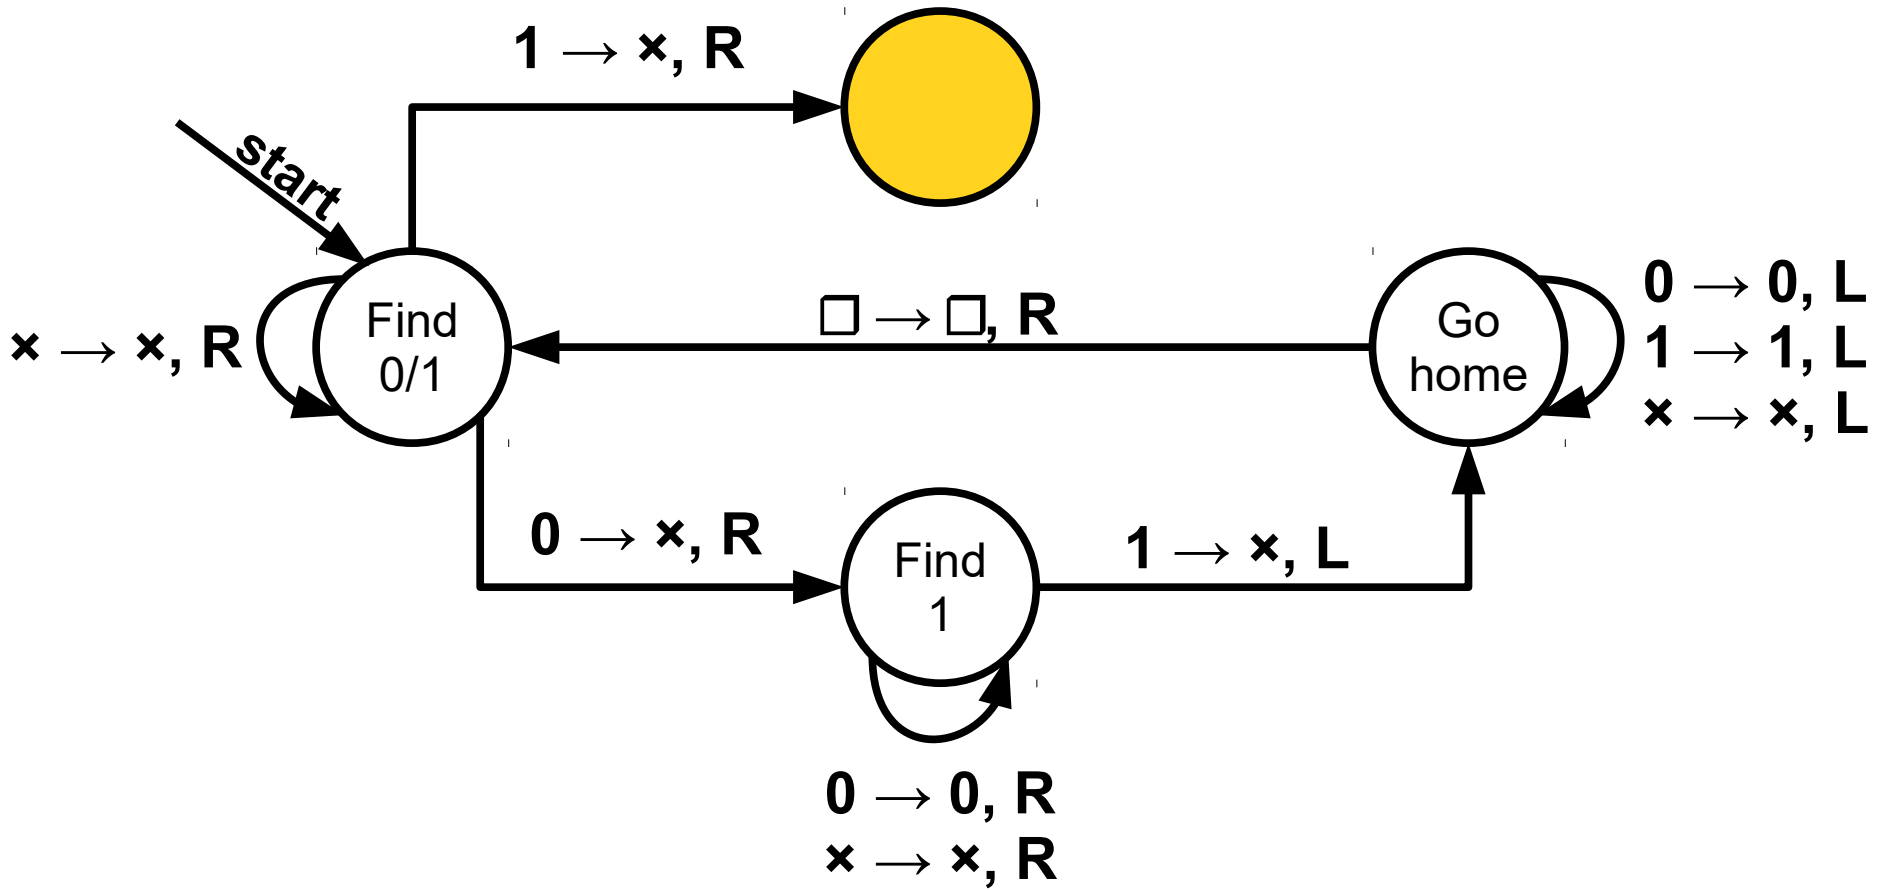 1 → ×, R
start
× → ×, R
Find
0/1
□ → □, R
Go
home
0 → 0, L
1 → 1, L
× → ×, L
0 → ×, R
Find
1
1 → ×, L
0 → 0, R
× → ×, R